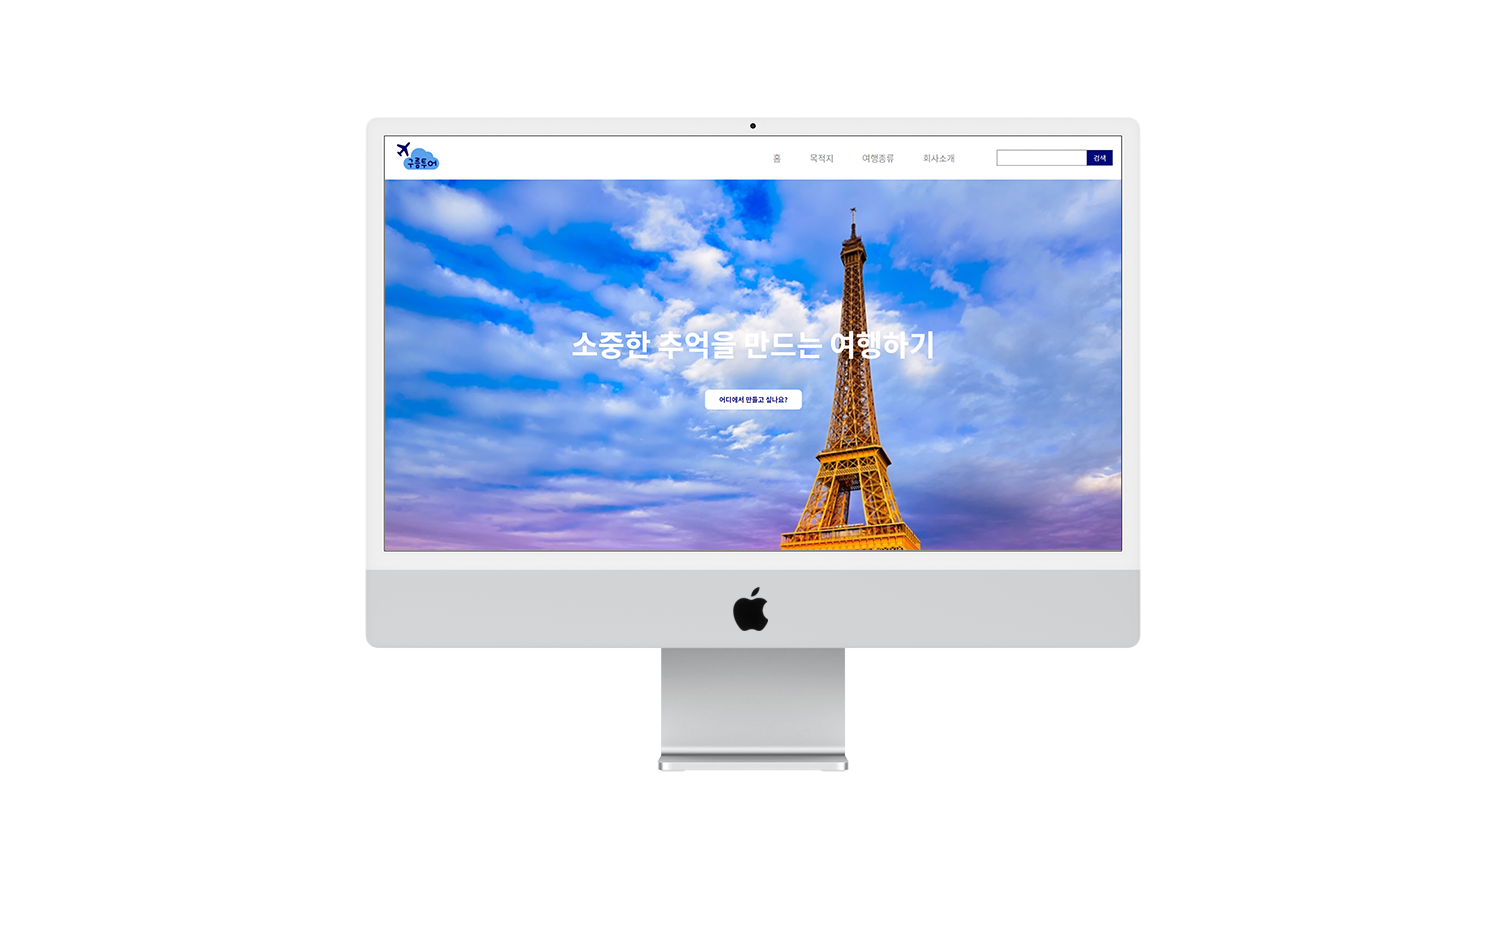 구름투어
홈 목적지 여행종류 회사소개 검색
소중한 추억을 만드는 여행하기
어디에서 만들고 싶나요?